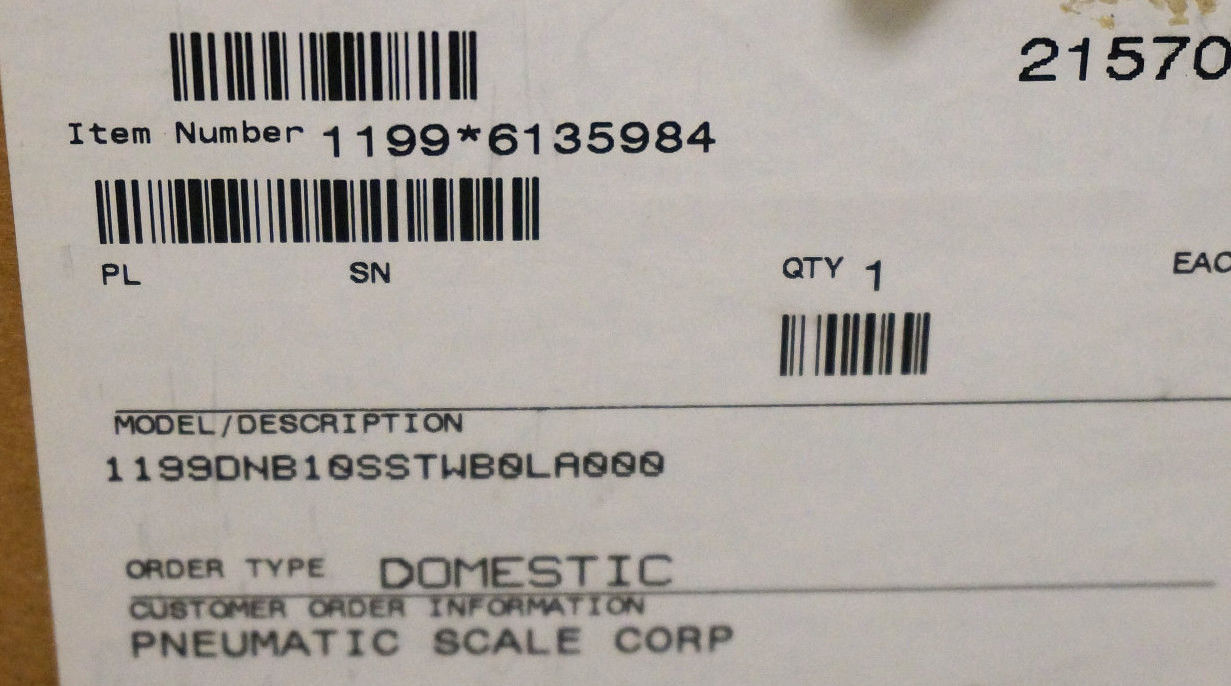 21570
Item Number 1199*6135984
PL SN QTY 1 EAC
MODEL/DESCRIPTION
1199DNB10SSTWB0LA000
ORDER TYPE DOMESTIC
CUSTOMER ORDER INFORMATION
PNEUMATIC SCALE CORP